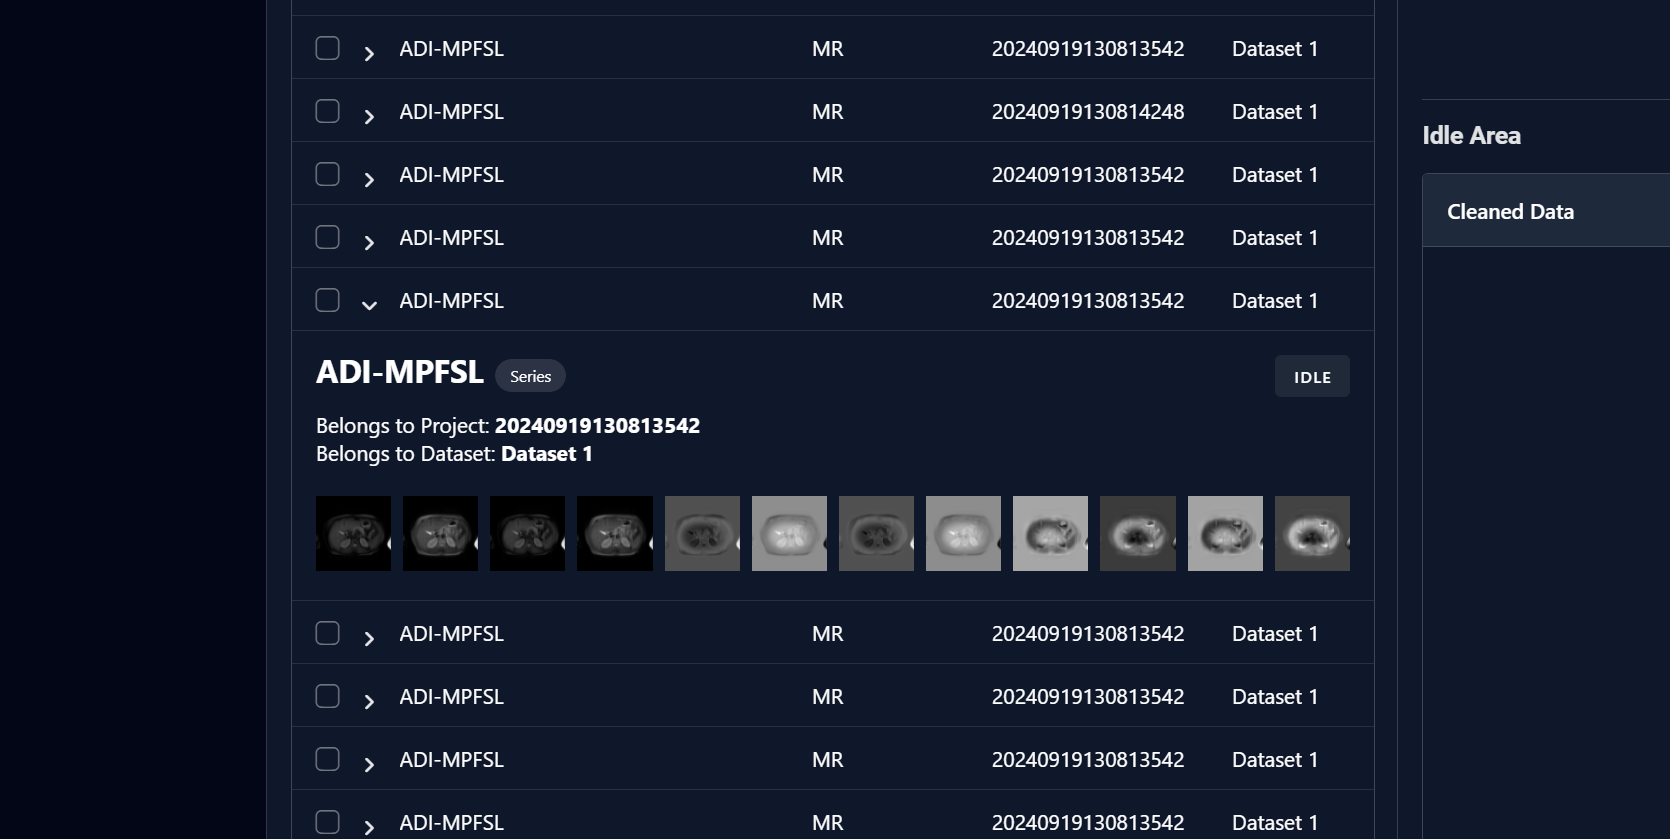 ADI-MPFSL MR 20240919130813542 Dataset 1
ADI-MPFSL MR 20240919130814248 Dataset 1
ADI-MPFSL MR 20240919130813542 Dataset 1
ADI-MPFSL MR 20240919130813542 Dataset 1
ADI-MPFSL MR 20240919130813542 Dataset 1
ADI-MPFSL Series IDLE
Belongs to Project: 20240919130813542
Belongs to Dataset: Dataset 1
ADI-MPFSL MR 20240919130813542 Dataset 1
ADI-MPFSL MR 20240919130813542 Dataset 1
ADI-MPFSL MR 20240919130813542 Dataset 1
ADI-MPFSL MR 20240919130813542 Dataset 1
Idle Area
Cleaned Data